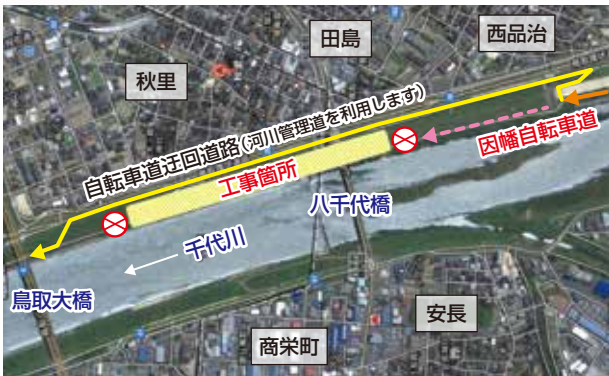 西品治
田島
秋里
自転車道迂回道路(河川管理道を利用します)
因幡自転車道
工事箇所
八千代橋
千代川
鳥取大橋
安長
商栄町